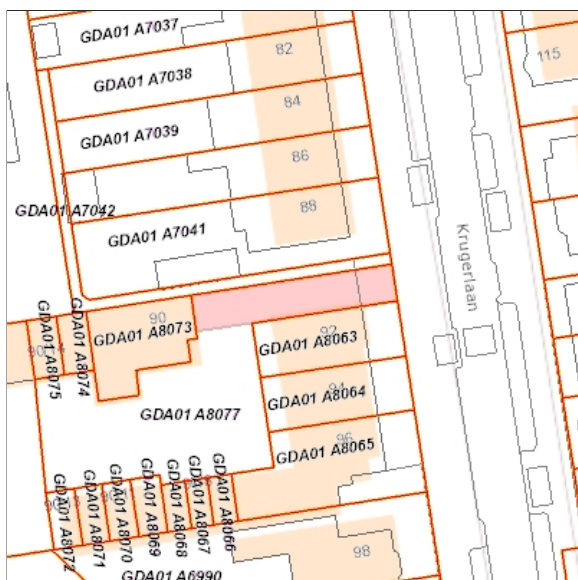 GDA01 A7037
82
115
GDA01 A7038
84
GDA01 A7039
86
GDA01 A7042
88
GDA01 A7041
Krugerlaan
90
GDA01 A8073
92
GDA01 A8063
GDA01 A8075
GDA01 A8074
94
GDA01 A8064
GDA01 A8077
96
GDA01 A8065
GDA01 A8072
GDA01 A8071
GDA01 A8070
GDA01 A8069
GDA01 A8068
GDA01 A8067
GDA01 A8066
98
GDA01 A6990